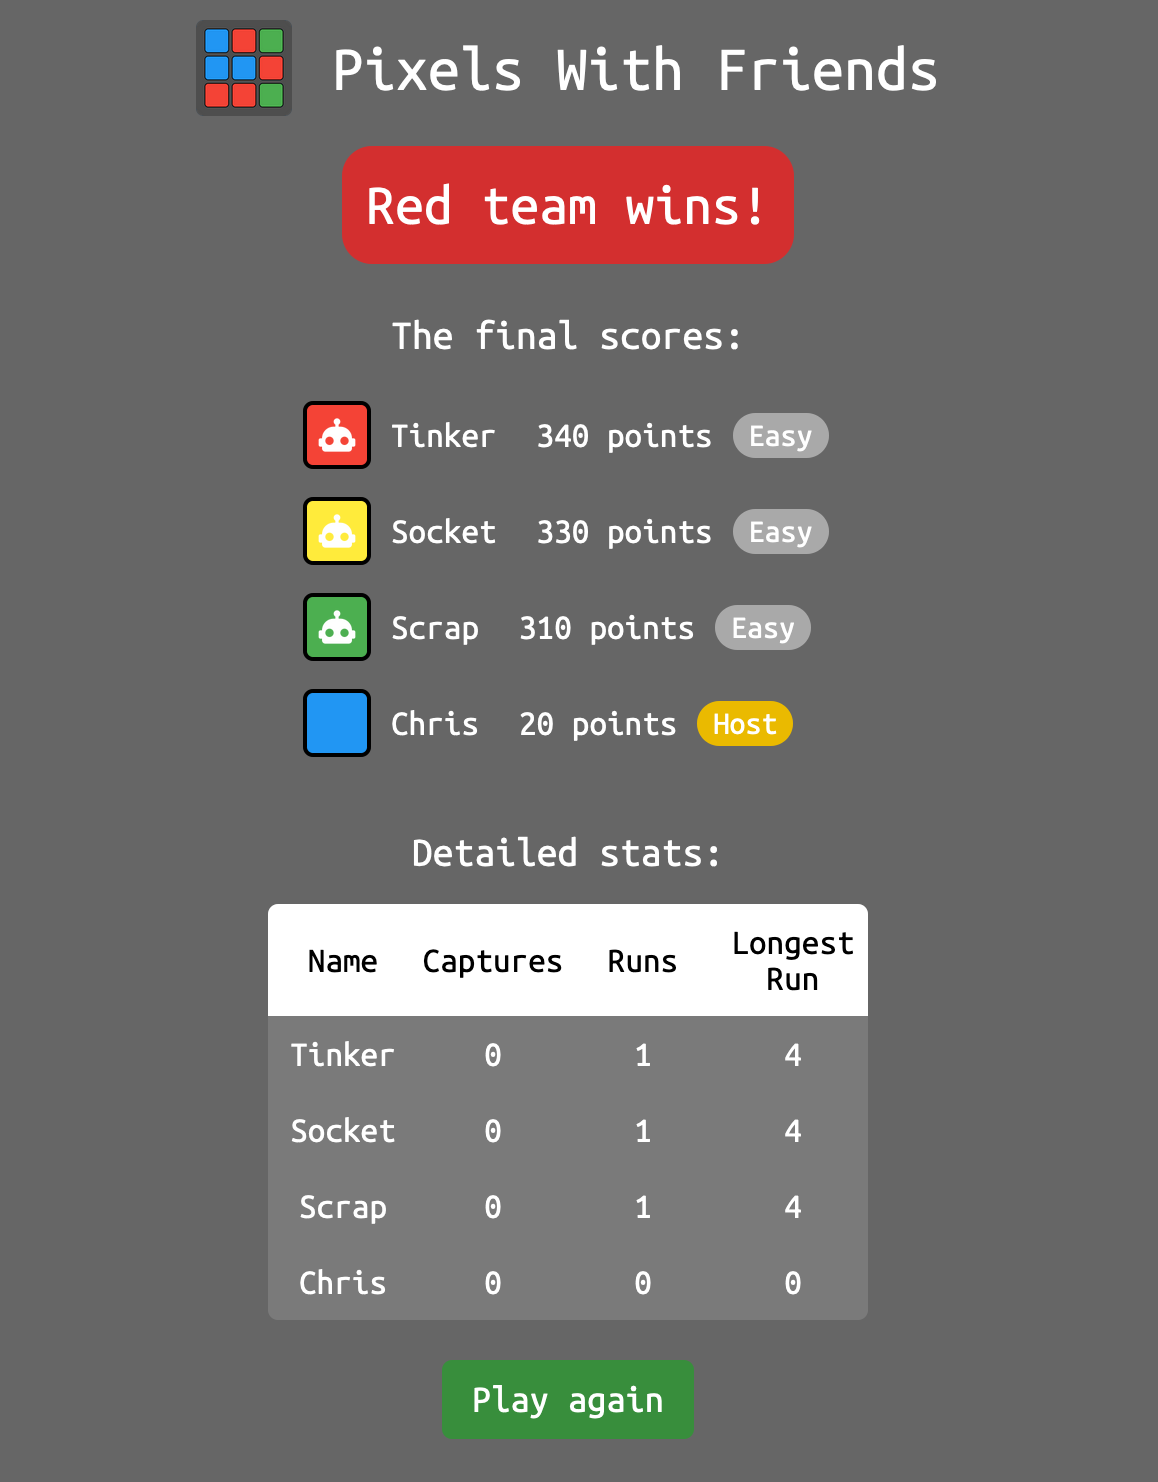 Pixels With Friends
Red team wins!
The final scores:
Tinker 340 points Easy
Socket 330 points Easy
Scrap 310 points Easy
Chris 20 points Host
Detailed stats:
Name Captures Runs Longest Run
Tinker 0 1 4
Socket 0 1 4
Scrap 0 1 4
Chris 0 0 0
Play again